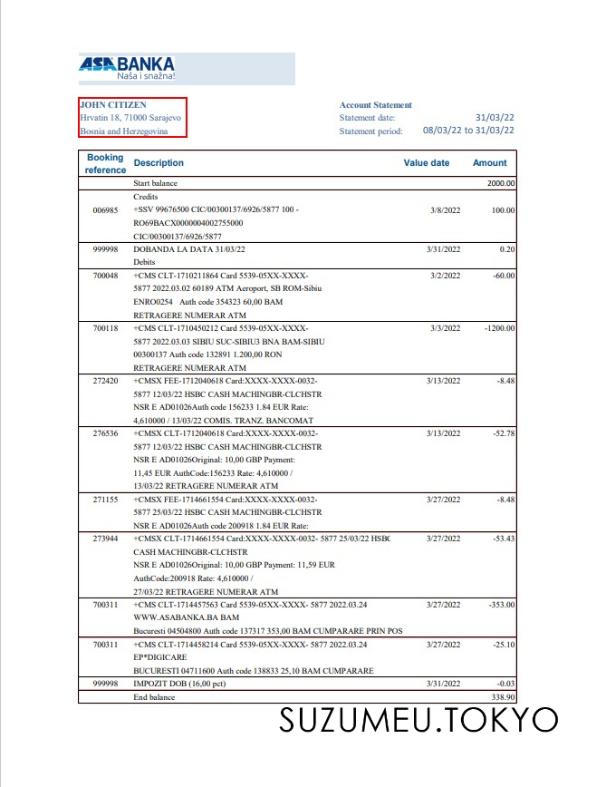 ASA BANKA
Naša i snažna!
JOHN CITIZEN
Hrvatin 18, 71000 Sarajevo
Bosnia and Herzegovina
Account Statement
Statement date: 31/03/22
Statement period: 08/03/22 to 31/03/22
Booking reference Description Value date Amount
Start balance 2000.00
Credits
006985 +SSV 99676500 CIC/00300137/6926/5877 100 - 3/8/2022 100.00
RO69BACX0000004002755000
CIC/00300137/6926/5877
999998 DOBANDA LA DATA 31/03/22 3/31/2022 0.20
Debits
700048 +CMS CLT-1710211864 Card 5539-05XX-XXXX- 3/2/2022 -60.00
5877 2022.03.02 60189 ATM Aeroport, SB ROM-Sibiu
ENRO0254 Auth code 354323 60,00 BAM
RETRAGERE NUMERAR ATM
700118 +CMS CLT-1710450212 Card 5539-05XX-XXXX- 3/3/2022 -1200.00
5877 2022.03.03 SIBIU SUC-SIBIU3 BNA BAM-SIBIU
00300137 Auth code 132891 1.200,00 RON
RETRAGERE NUMERAR ATM
272420 +CMSX FEE-1712040618 Card:XXXX-XXXX-0032- 3/13/2022 -8.48
5877 12/03/22 HSBC CASH MACHINGBR-CLCHSTR
NSR E AD01026Auth code 156233 1.84 EUR Rate:
4,610000 / 13/03/22 COMIS. TRANZ. BANCOMAT
276536 +CMSX CLT-1712040618 Card:XXXX-XXXX-0032- 3/13/2022 -52.78
5877 12/03/22 HSBC CASH MACHINGBR-CLCHSTR
NSR E AD01026Original: 10,00 GBP Payment:
11,45 EUR AuthCode:156233 Rate: 4,610000 /
13/03/22 RETRAGERE NUMERAR ATM
271155 +CMSX FEE-1714661554 Card:XXXX-XXXX-0032- 3/27/2022 -8.48
5877 25/03/22 HSBC CASH MACHINGBR-CLCHSTR
NSR E AD01026Auth code 200918 1.84 EUR Rate:
273944 +CMSX CLT-1714661554 Card:XXXX-XXXX-0032- 5877 25/03/22 HSBK 3/27/2022 -53.43
CASH MACHINGBR-CLCHSTR
NSR E AD01026Original: 10,00 GBP Payment: 11,59 EUR
AuthCode:200918 Rate: 4,610000 /
27/03/22 RETRAGERE NUMERAR ATM
700311 +CMS CLT-1714457563 Card 5539-05XX-XXXX- 5877 2022.03.24 3/27/2022 -353.00
WWW.ASABANKA.BA BAM
Bucuresti 04504800 Auth code 137317 353,00 BAM CUMPARARE PRIN POS
700311 +CMS CLT-1714458214 Card 5539-05XX-XXXX- 5877 2022.03.24 3/27/2022 -25.10
EP*DIGICARE
BUCURESTI 04711600 Auth code 138833 25,10 BAM CUMPARARE
999998 IMPOZIT DOB (16,00 pct) 3/31/2022 -0.03
End balance 338.90
SUZUMEU.TOKYO